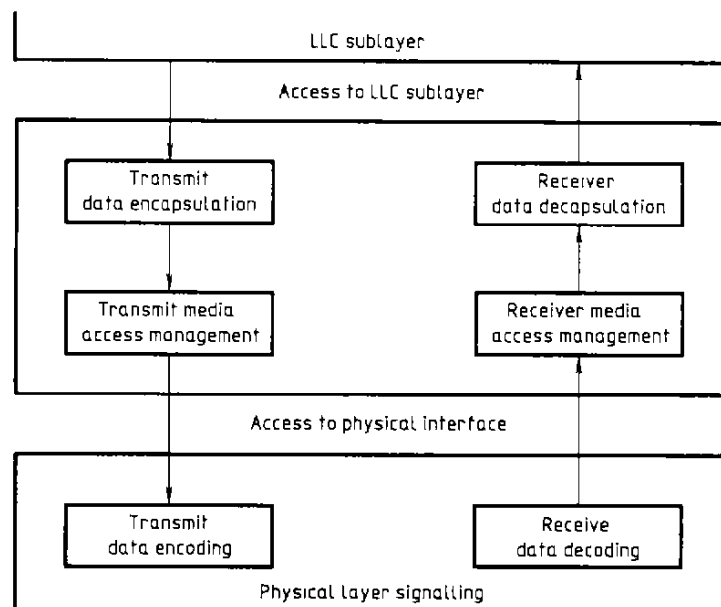 LLC sublayer
Access to LLC sublayer
Transmit
data encapsulation
Receiver
data decapsulation
Transmit media
access management
Receiver media
access management
Access to physical interface
Transmit
data encoding
Receive
data decoding
Physical layer signalling